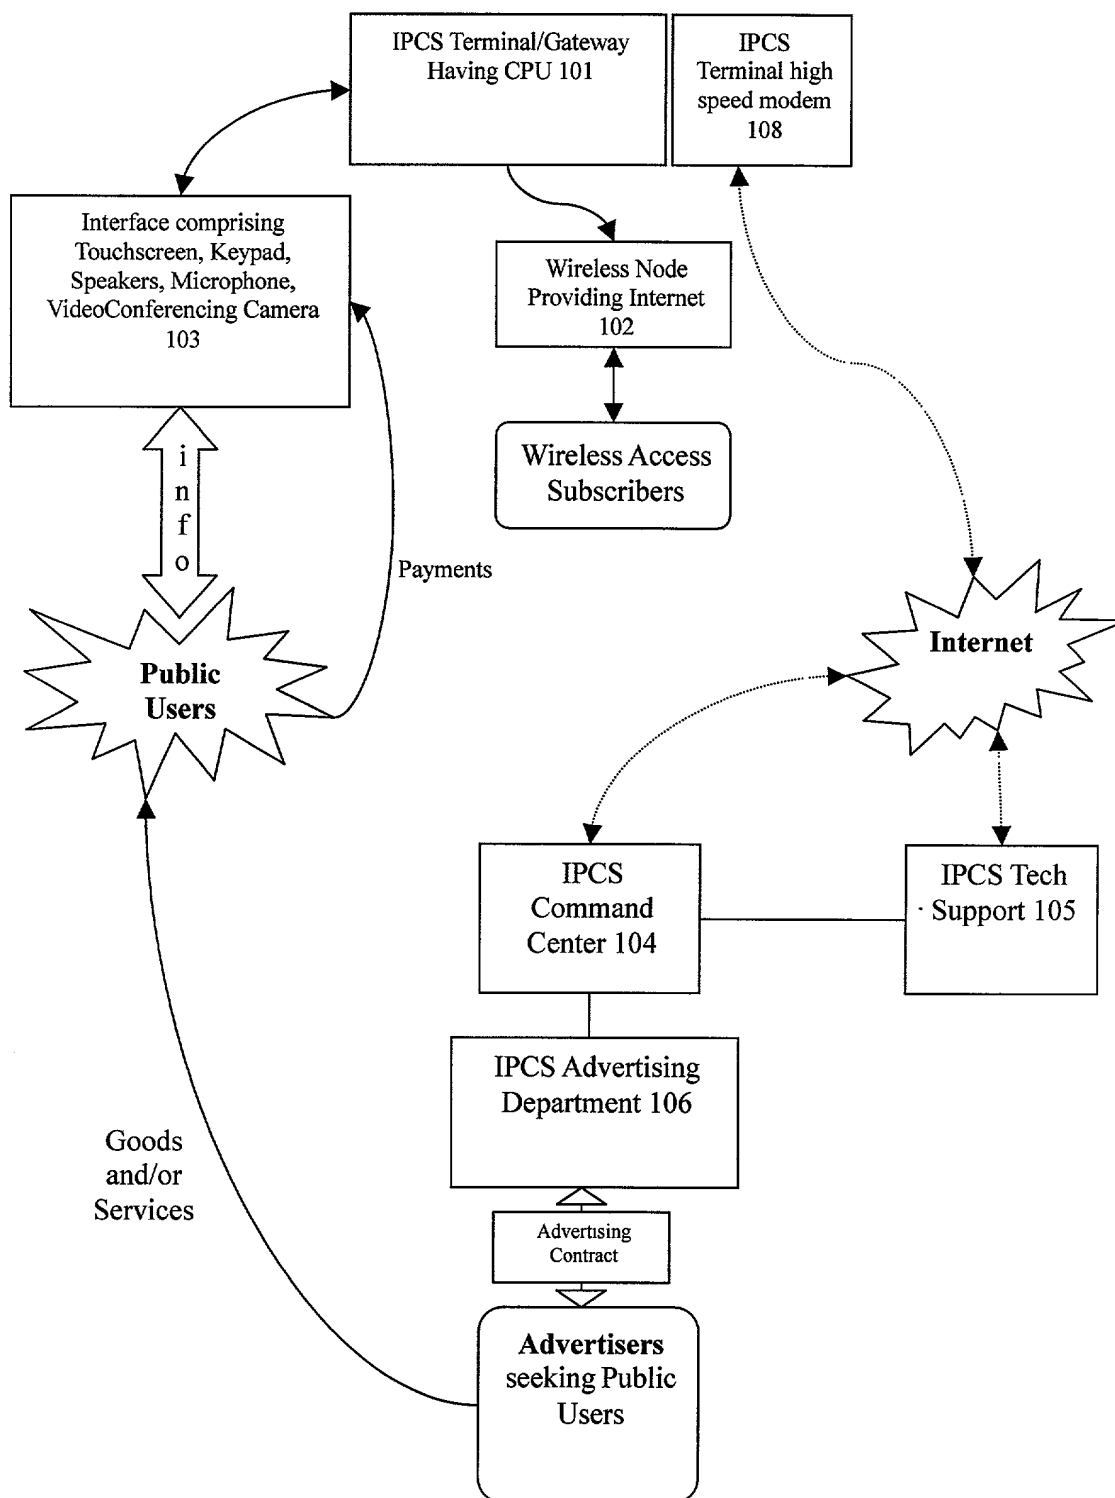 IPCS Terminal/Gateway
Having CPU 101
IPCS
Terminal high
speed modem
108
Interface comprising
Touchscreen, Keypad,
Speakers, Microphone,
VideoConferencing Camera
103
Wireless Node
Providing Internet
102
Wireless Access
Subscribers
info
Payments
Public
Users
Internet
IPCS
Command
Center 104
IPCS Tech
Support 105
IPCS Advertising
Department 106
Goods
and/or
Services
Advertising
Contract
Advertisers
seeking Public
Users